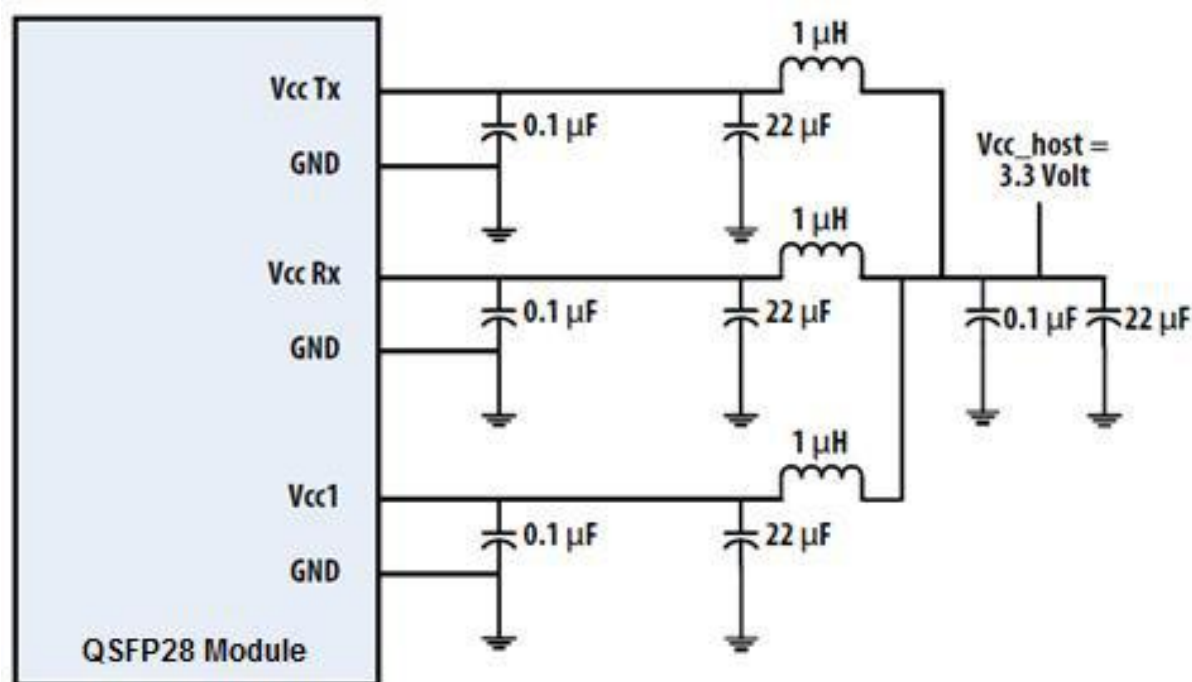 1 μH
Vcc Tx
0.1 μF
22 μF
GND
Vcc_host =
3.3 Volt
1 μH
Vcc Rx
0.1 μF
22 μF
0.1 μF
22 μF
GND
1 μH
Vcc1
0.1 μF
22 μF
GND
QSFP28 Module